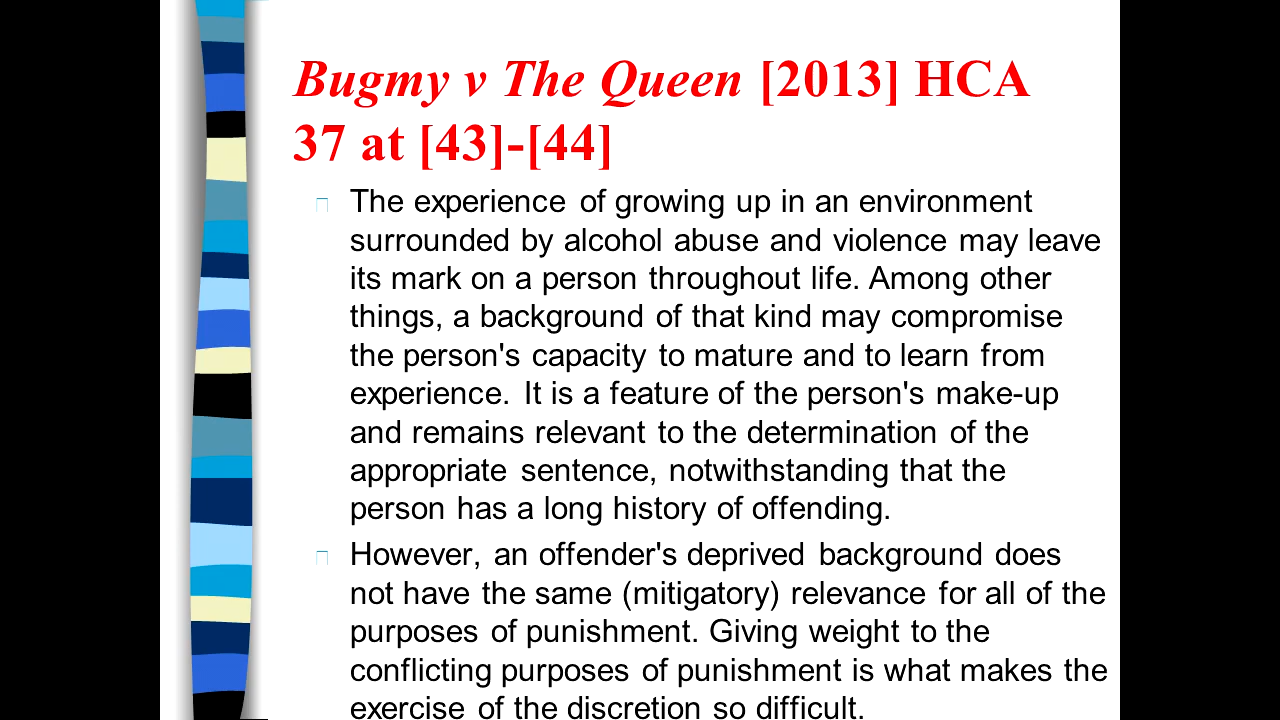 Bugmy v The Queen [2013] HCA
37 at [43]-[44]
The experience of growing up in an environment
surrounded by alcohol abuse and violence may leave
its mark on a person throughout life. Among other
things, a background of that kind may compromise
the person's capacity to mature and to learn from
experience. It is a feature of the person's make-up
and remains relevant to the determination of the
appropriate sentence, notwithstanding that the
person has a long history of offending.
However, an offender's deprived background does
not have the same (mitigatory) relevance for all of the
purposes of punishment. Giving weight to the
conflicting purposes of punishment is what makes the
exercise of the discretion so difficult.